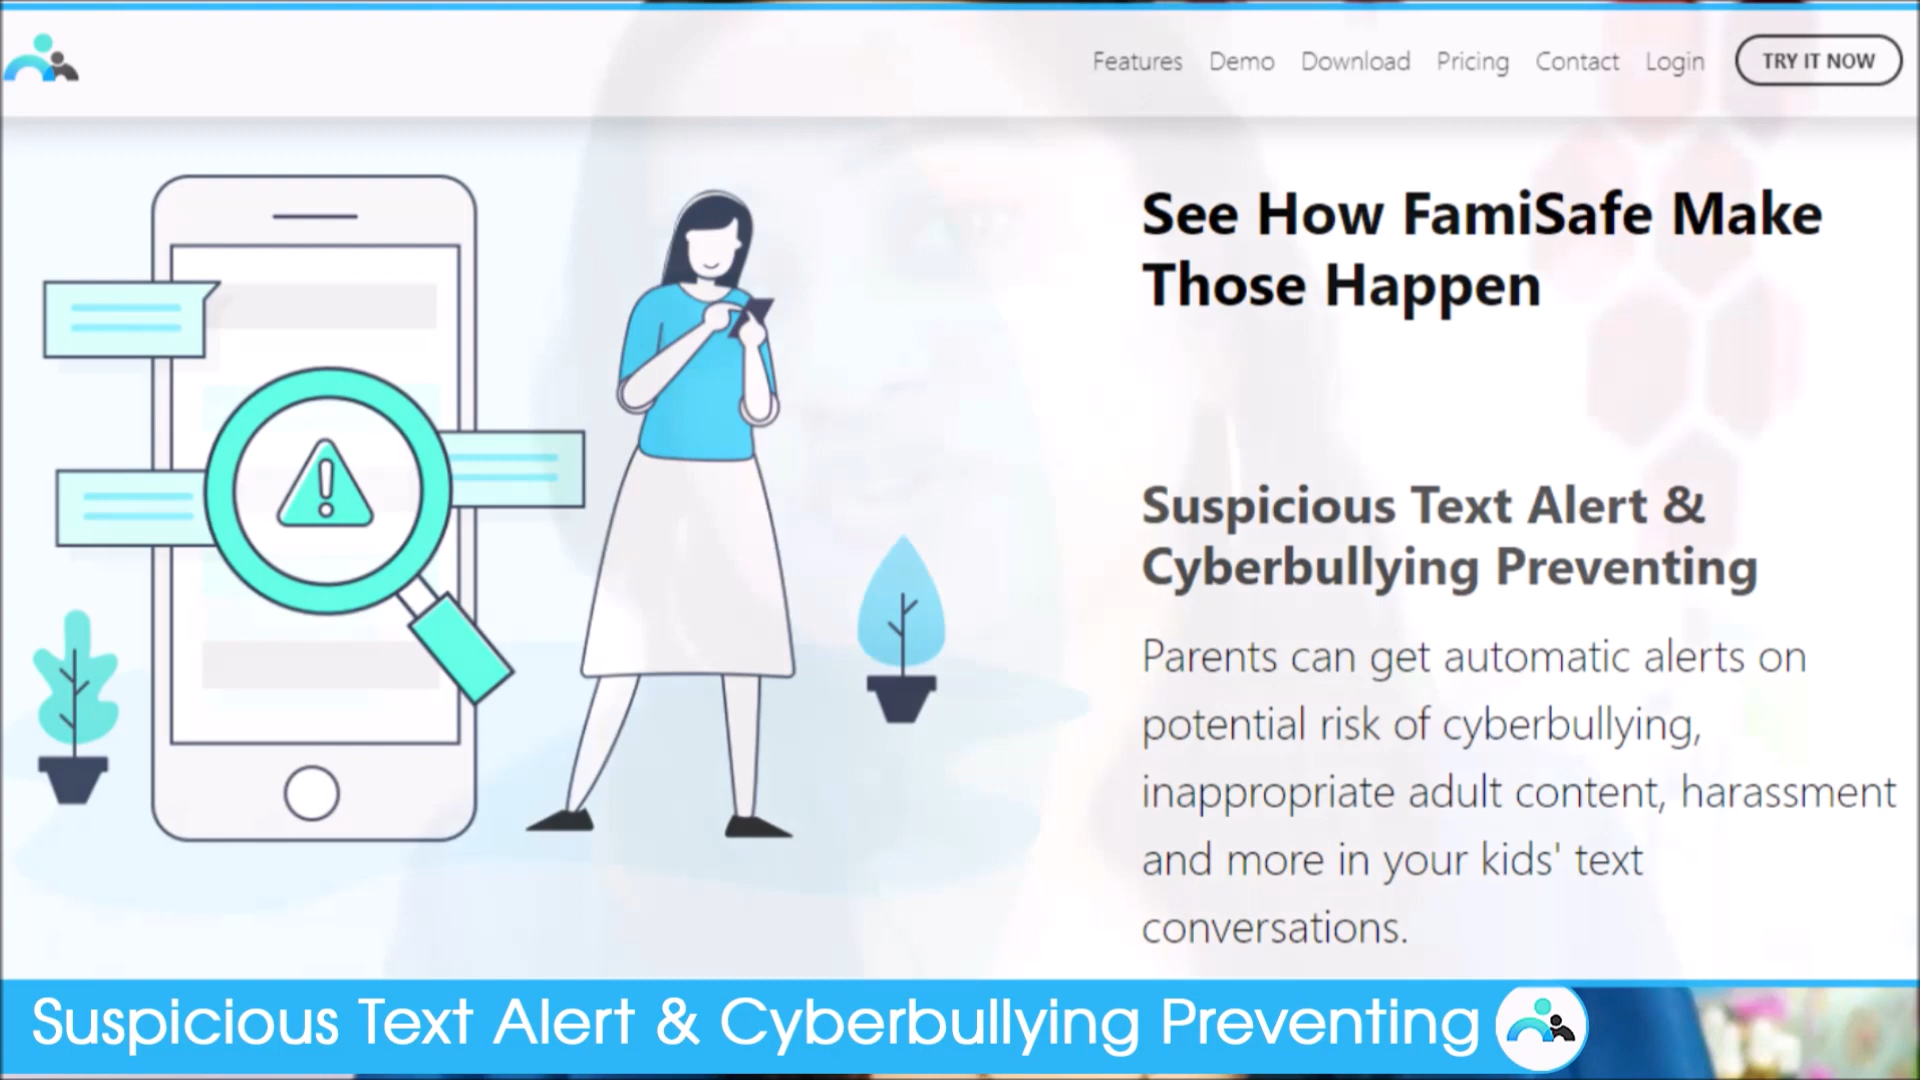 Features Demo Download Pricing Contact Login TRY IT NOW
See How FamiSafe Make
Those Happen
Suspicious Text Alert &
Cyberbullying Preventing
Parents can get automatic alerts on
potential risk of cyberbullying,
inappropriate adult content, harassment
and more in your kids' text
conversations.
Suspicious Text Alert & Cyberbullying Preventing